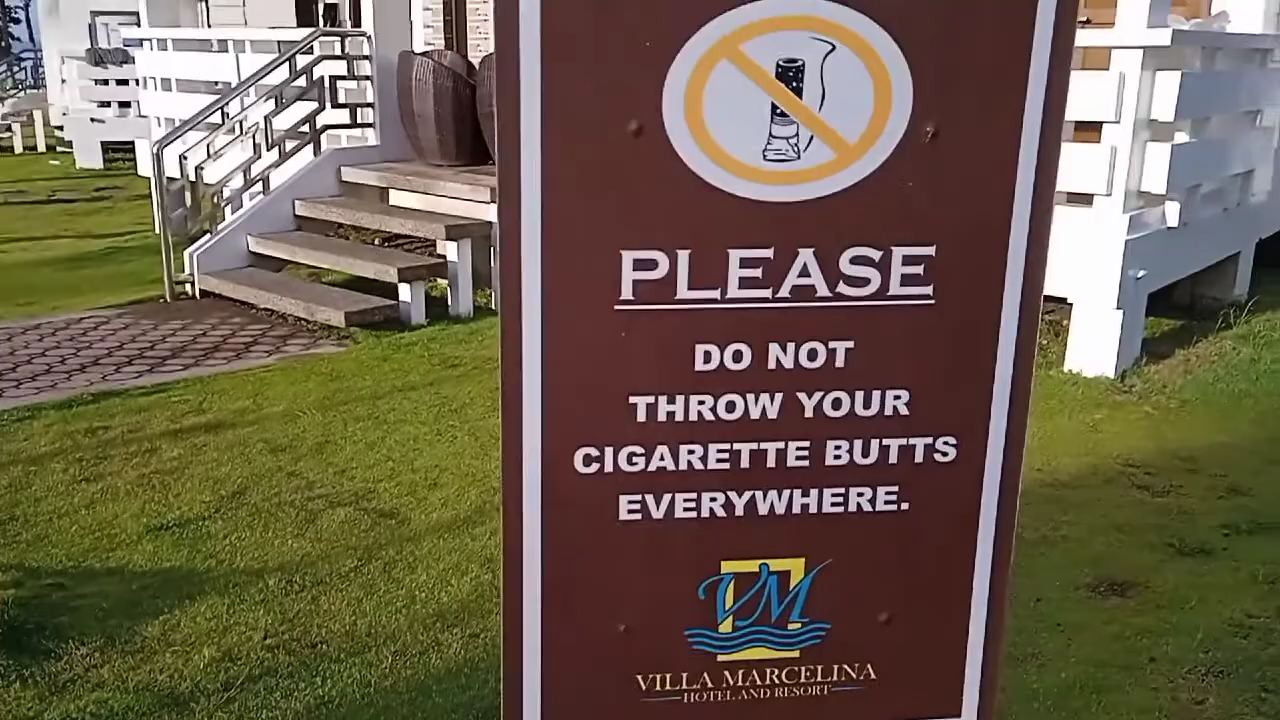 PLEASE
DO NOT
THROW YOUR
CIGARETTE BUTTS
EVERYWHERE.
VM
VILLA MARCELINA
HOTEL AND RESORT